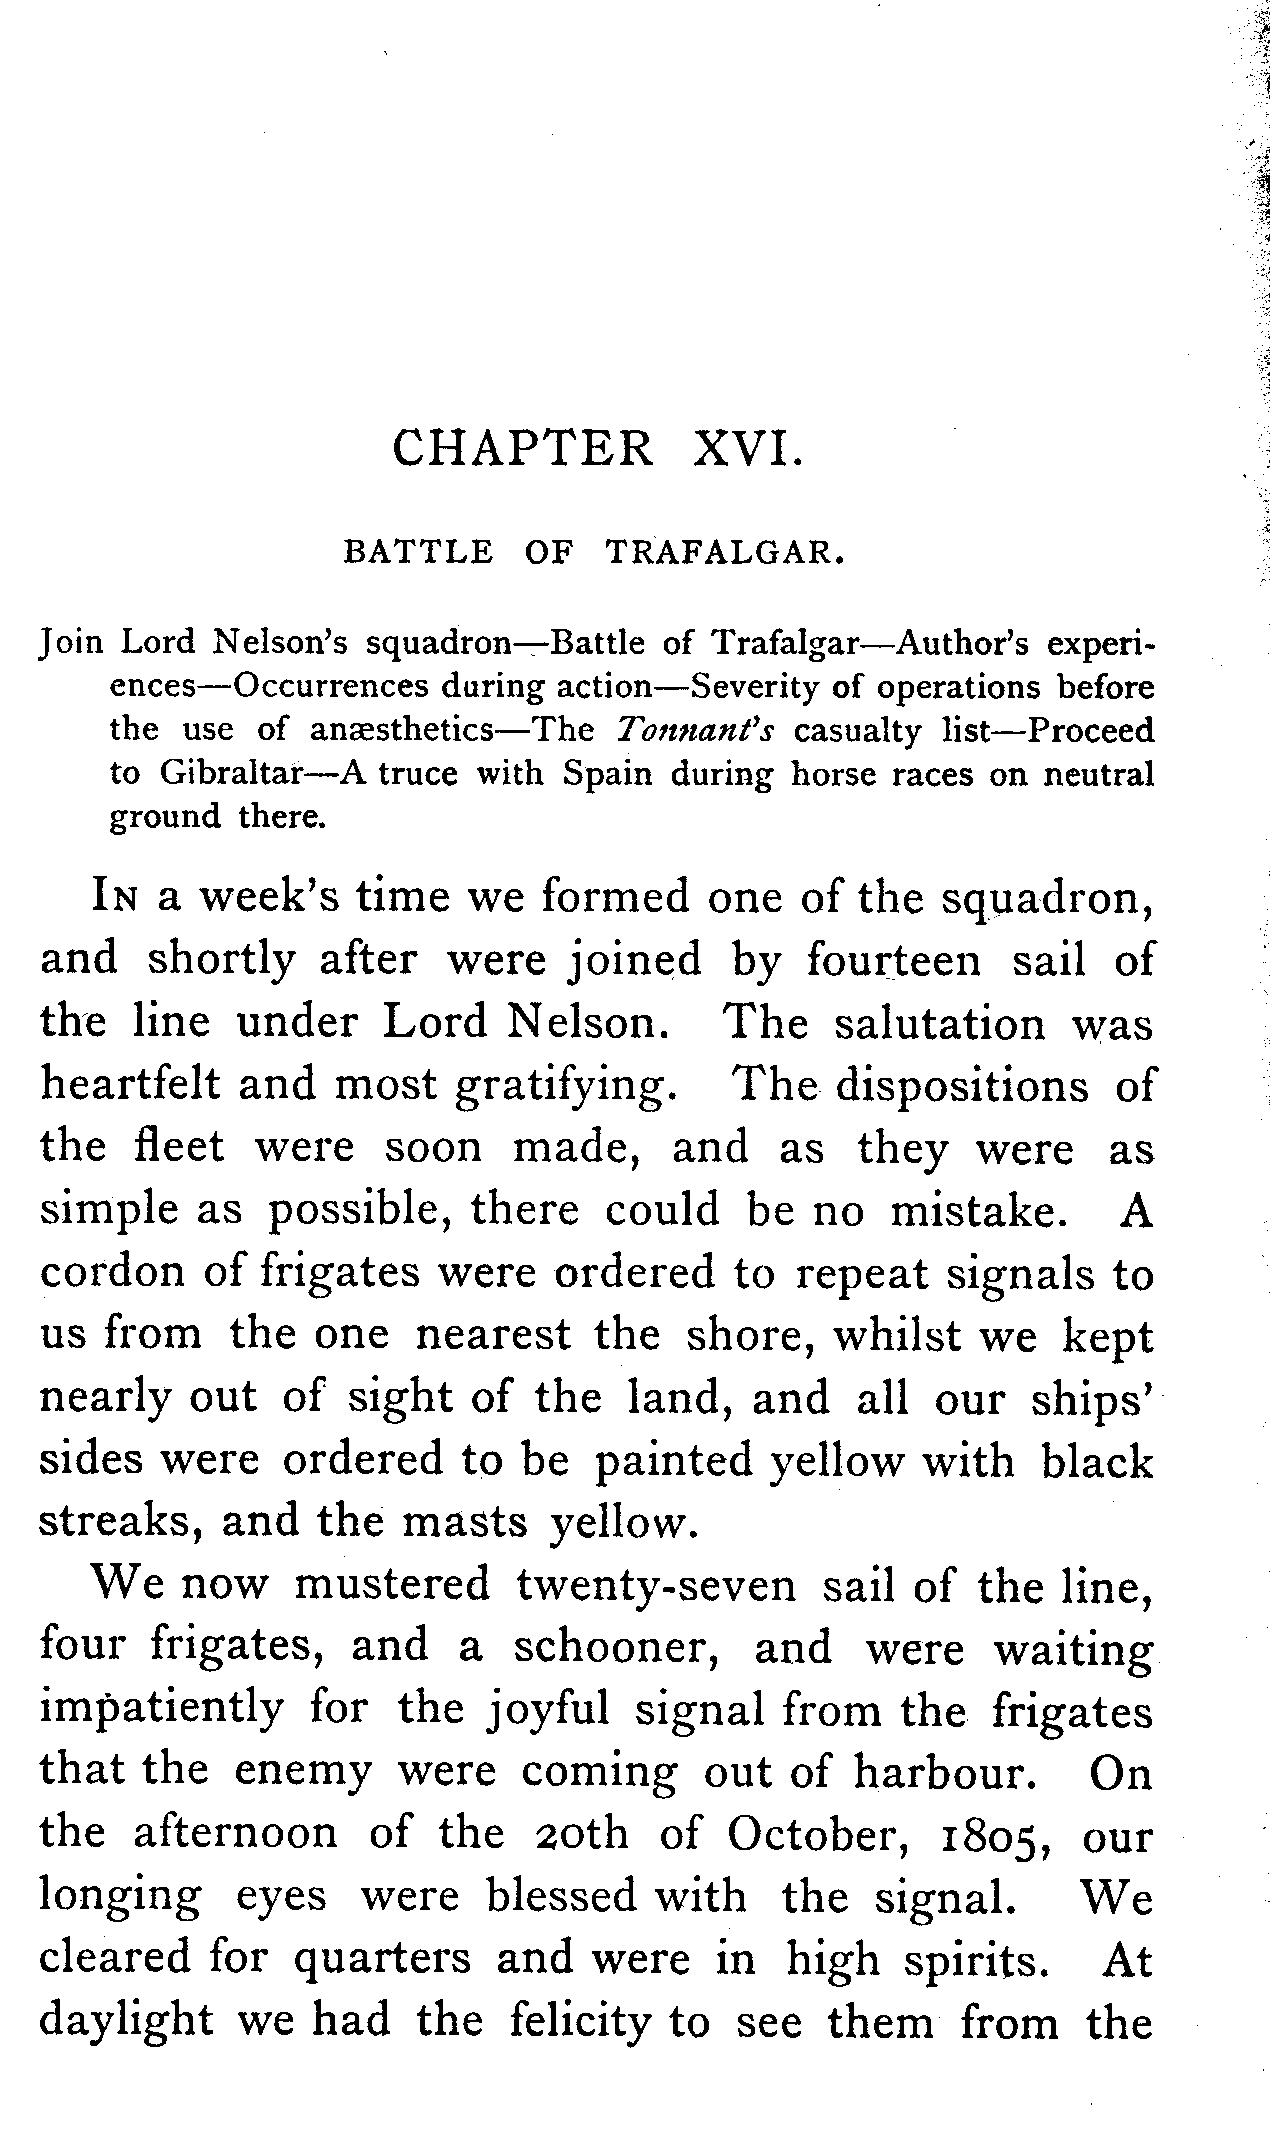 CHAPTER XVI.
BATTLE OF TRAFALGAR.
Join Lord Nelson's squadron—Battle of Trafalgar—Author's experi-
ences—Occurrences during action—Severity of operations before
the use of anæsthetics—The Tonnant's casualty list—Proceed
to Gibraltar—A truce with Spain during horse races on neutral
ground there.
In a week's time we formed one of the squadron,
and shortly after were joined by fourteen sail of
the line under Lord Nelson. The salutation was
heartfelt and most gratifying. The dispositions of
the fleet were soon made, and as they were as
simple as possible, there could be no mistake. A
cordon of frigates were ordered to repeat signals to
us from the one nearest the shore, whilst we kept
nearly out of sight of the land, and all our ships'
sides were ordered to be painted yellow with black
streaks, and the masts yellow.
We now mustered twenty-seven sail of the line,
four frigates, and a schooner, and were waiting
impatiently for the joyful signal from the frigates
that the enemy were coming out of harbour. On
the afternoon of the 20th of October, 1805, our
longing eyes were blessed with the signal. We
cleared for quarters and were in high spirits. At
daylight we had the felicity to see them from the